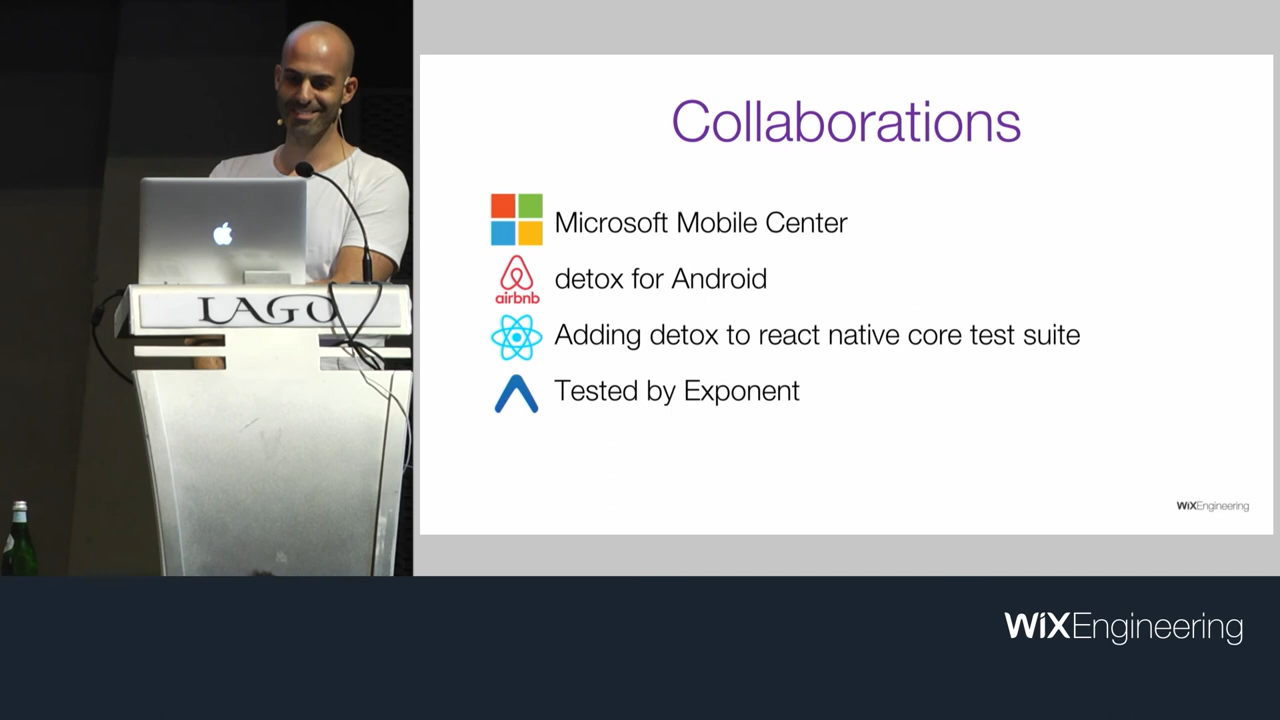 Collaborations
Microsoft Mobile Center
airbnb
detox for Android
Adding detox to react native core test suite
Tested by Exponent
WiXEngineering
LAGO
WiXEngineering